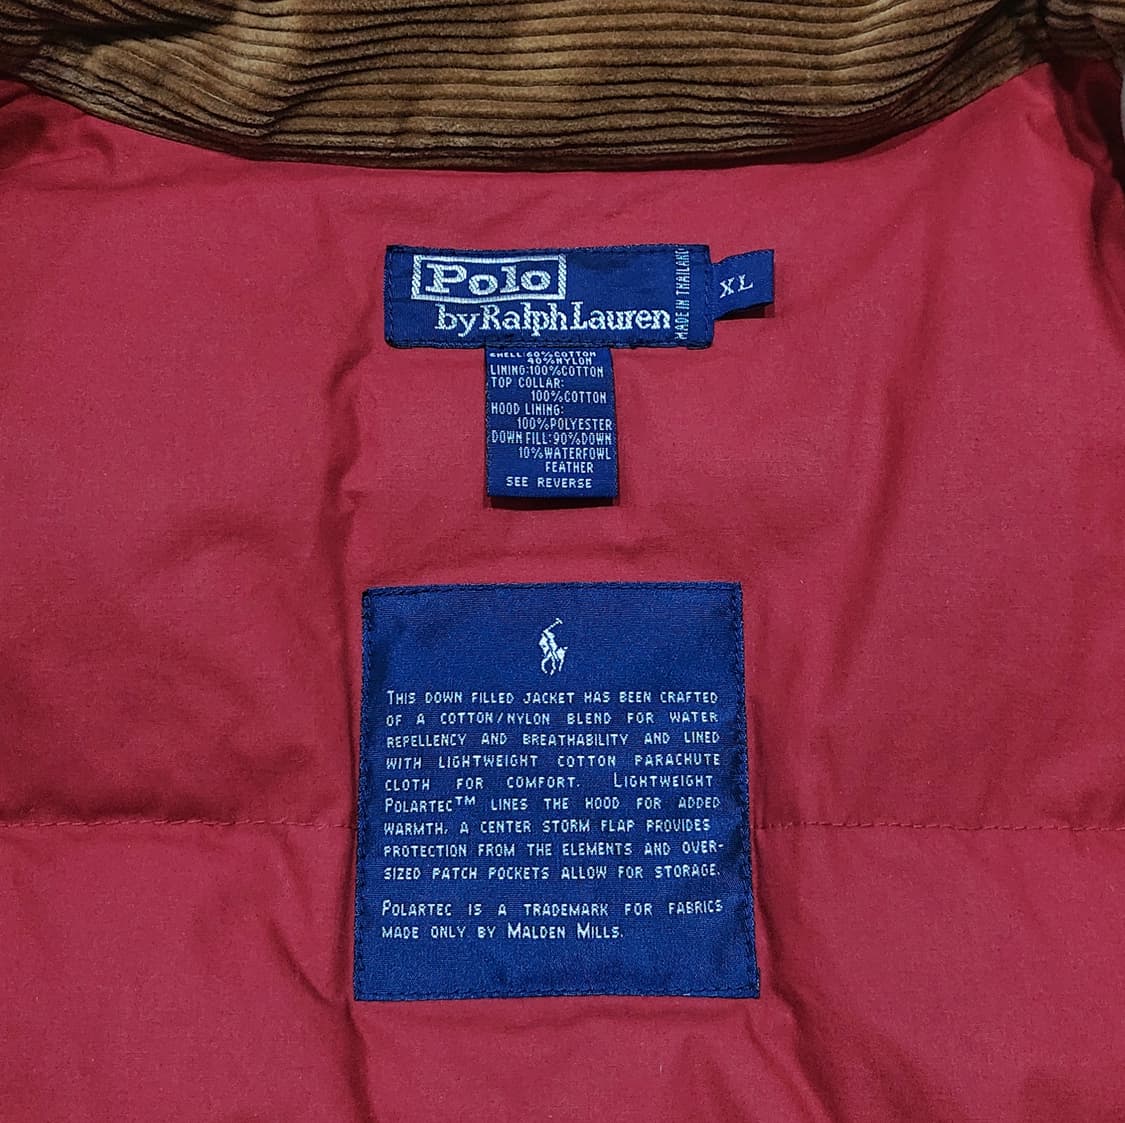 Polo
by Ralph Lauren
MADE IN THAILAND
XL
SHELL:60%COTTON
40%NYLON
LINING:100%COTTON
TOP COLLAR:
100%COTTON
HOOD LINING:
100%POLYESTER
DOWN FILL:90%DOWN
10%WATERFOWL
FEATHER
SEE REVERSE
THIS DOWN FILLED JACKET HAS BEEN CRAFTED
OF A COTTON/NYLON BLEND FOR WATER
REPELLENCY AND BREATHABILITY AND LINED
WITH LIGHTWEIGHT COTTON PARACHUTE
CLOTH FOR COMFORT. LIGHTWEIGHT
POLARTEC™ LINES THE HOOD FOR ADDED
WARMTH, A CENTER STORM FLAP PROVIDES
PROTECTION FROM THE ELEMENTS AND OVER-
SIZED PATCH POCKETS ALLOW FOR STORAGE.
POLARTEC IS A TRADEMARK FOR FABRICS
MADE ONLY BY MALDEN MILLS.